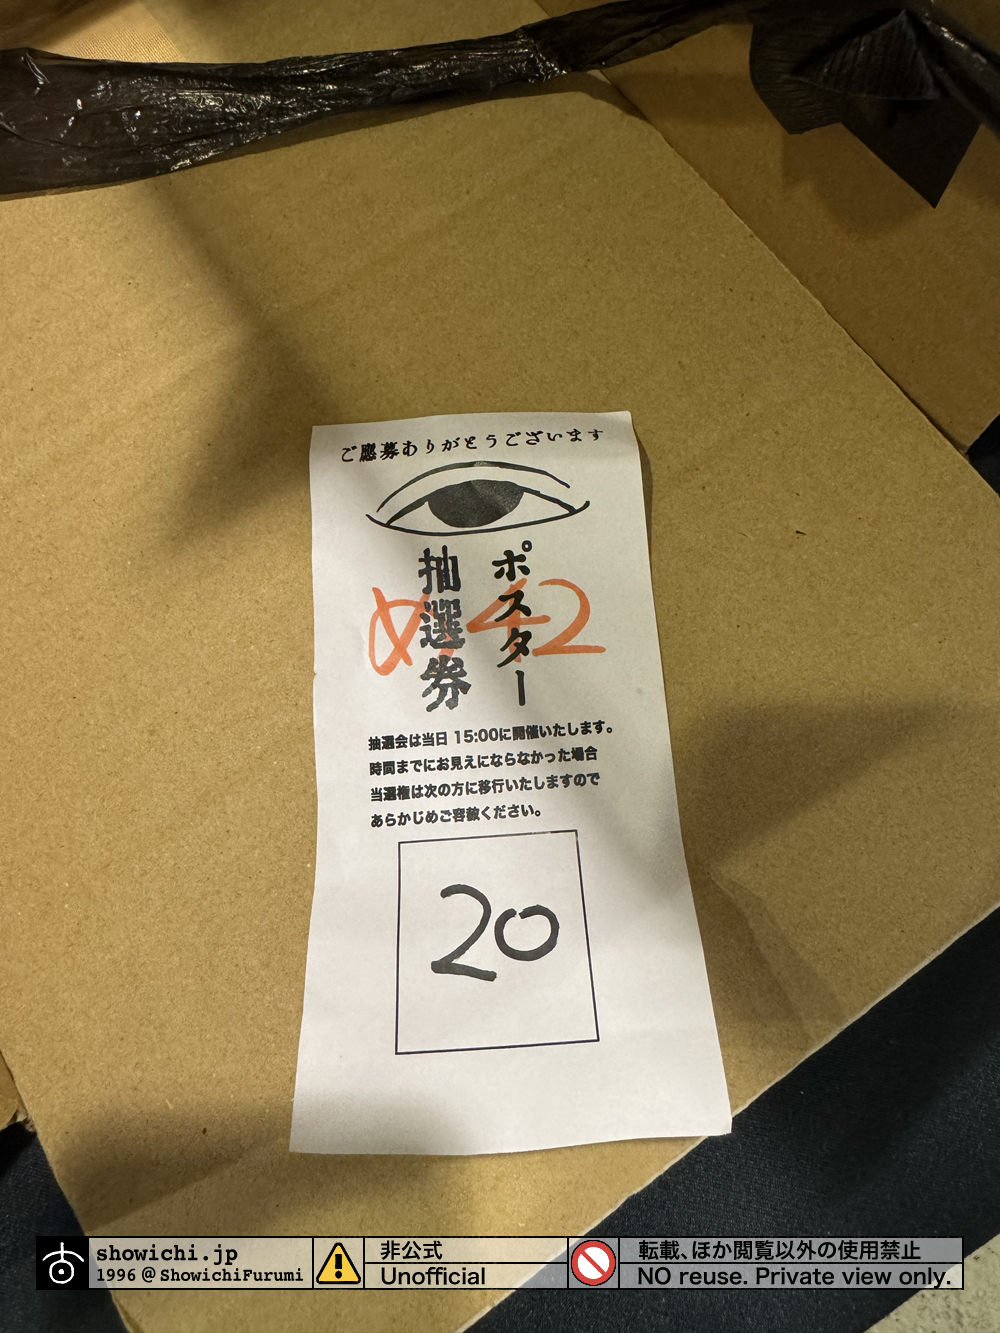 ご應募ありがとうございます
ポスター
抽選券
め42
抽選会は当日 15:00に開催いたします。
時間までにお見えにならなかった場合
当選権は次の方に移行いたしますので
あらかじめご容赦ください。
20
showichi.jp
1996 @ ShowichiFurumi
非公式
Unofficial
転載、ほか閲覧以外の使用禁止
NO reuse. Private view only.